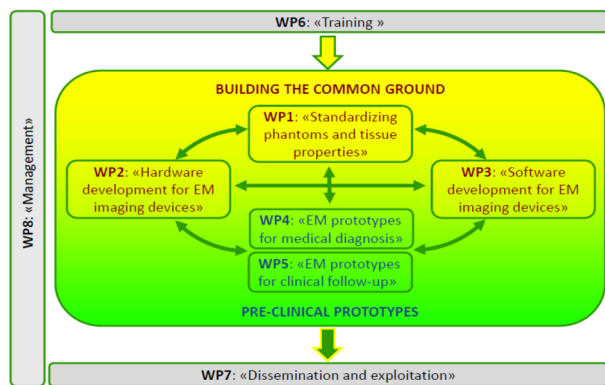 WP6: «Training »
WP8: «Management»
BUILDING THE COMMON GROUND
WP1: «Standardizing
phantoms and tissue
properties»
WP2: «Hardware
development for EM
imaging devices»
WP3: «Software
development for EM
imaging devices»
WP4: «EM prototypes
for medical diagnosis»
WP5: «EM prototypes
for clinical follow-up»
PRE-CLINICAL PROTOTYPES
WP7: «Dissemination and exploitation»